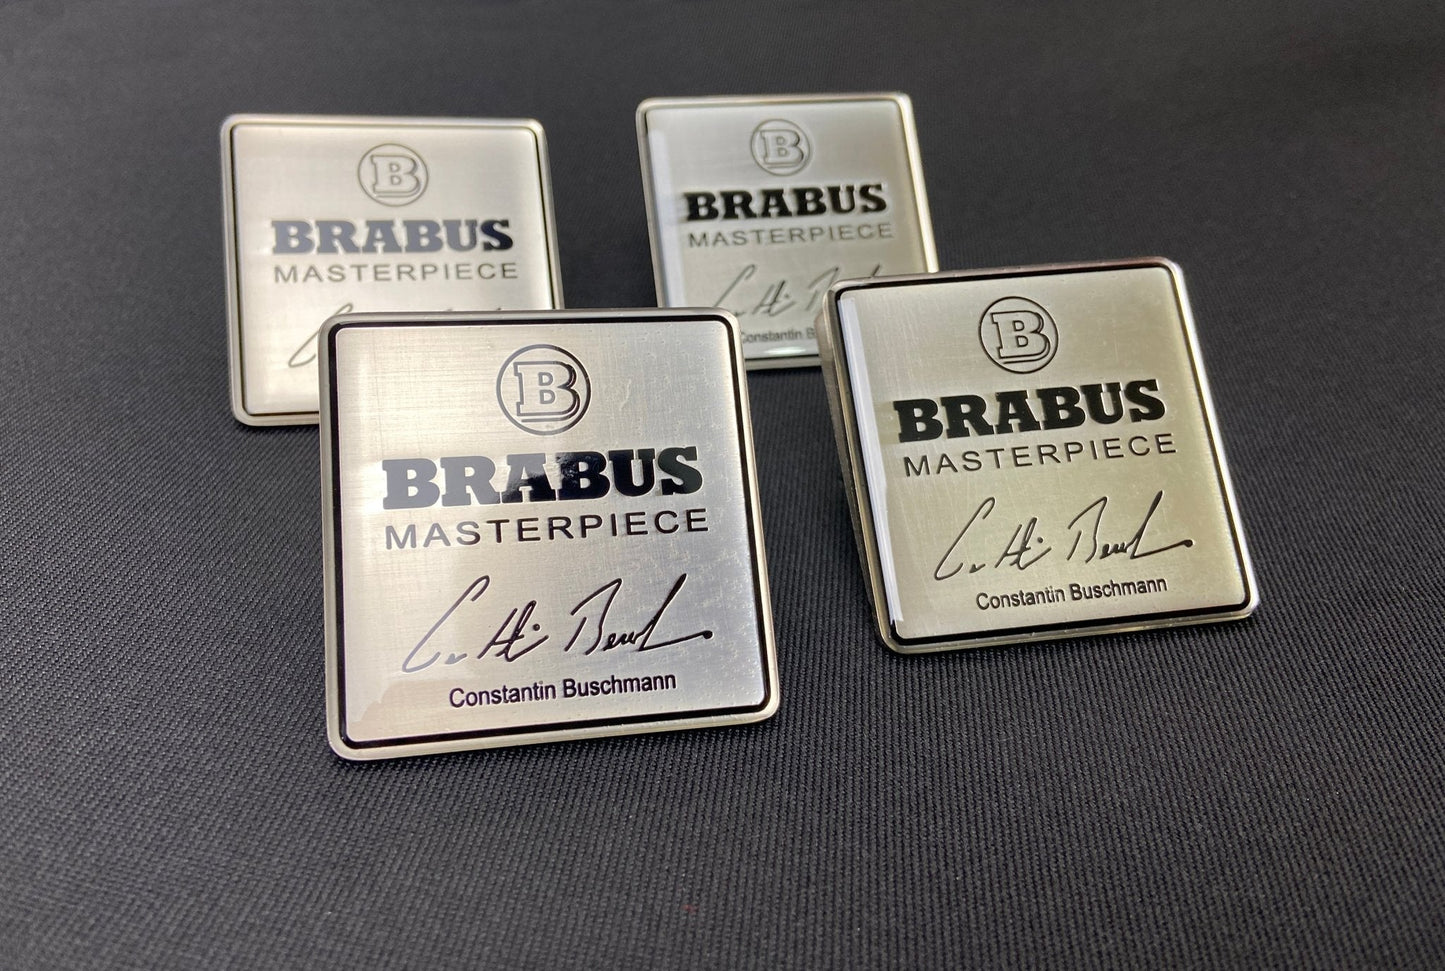 B
BRABUS
MASTERPIECE
B
BRABUS
MASTERPIECE
Constantin
B
BRABUS
MASTERPIECE
Constantin Buschmann
B
BRABUS
MASTERPIECE
Constantin Buschmann